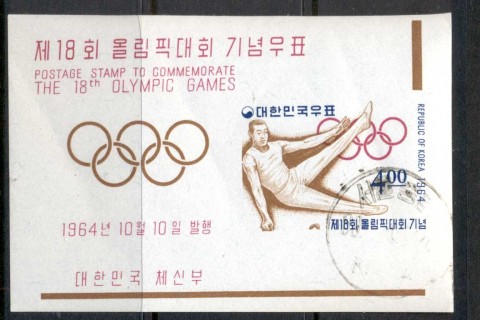 제18회 올림픽대회 기념우표
POSTAGE STAMP TO COMMEMORATE
THE 18th OLYMPIC GAMES
대한민국우표
REPUBLIC OF KOREA 1964
4.00
제18회 올림픽대회기념
1964년 10월 10일 발행
대한민국 체신부